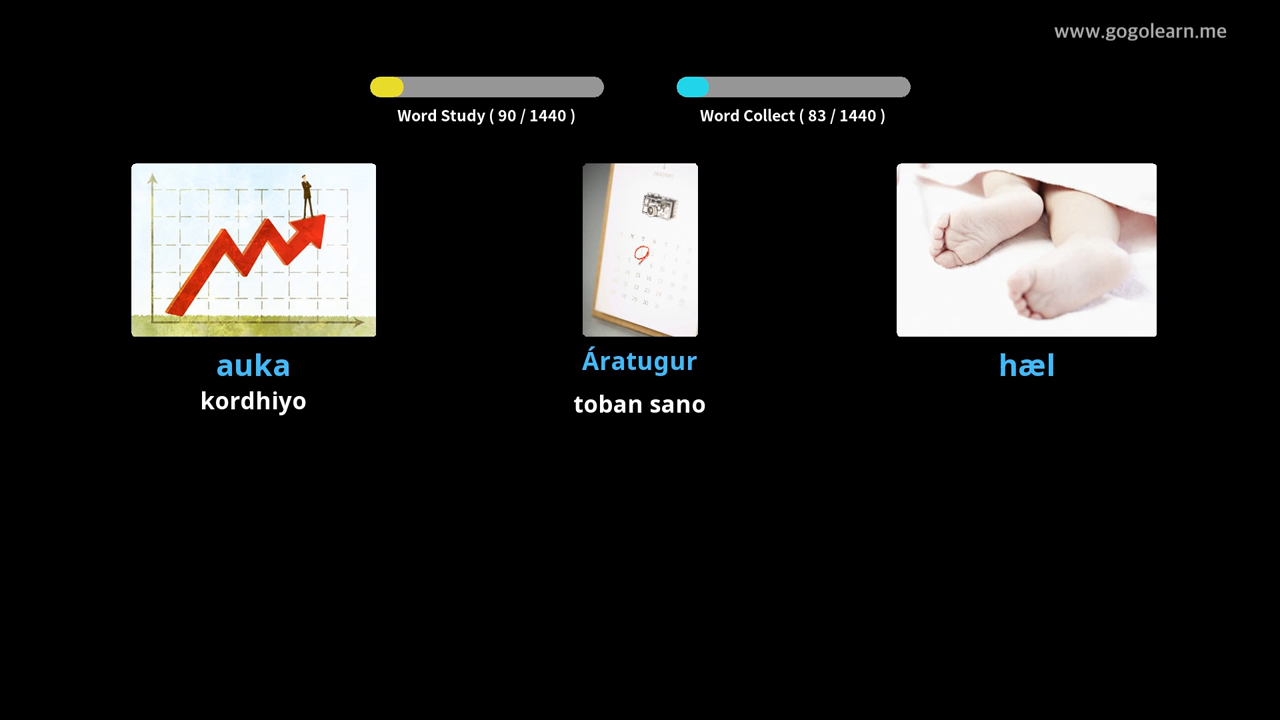 www.gogolearn.me
Word Study ( 90 / 1440 )
Word Collect ( 83 / 1440 )
auka
kordhiyo
Áratugur
toban sano
hæl